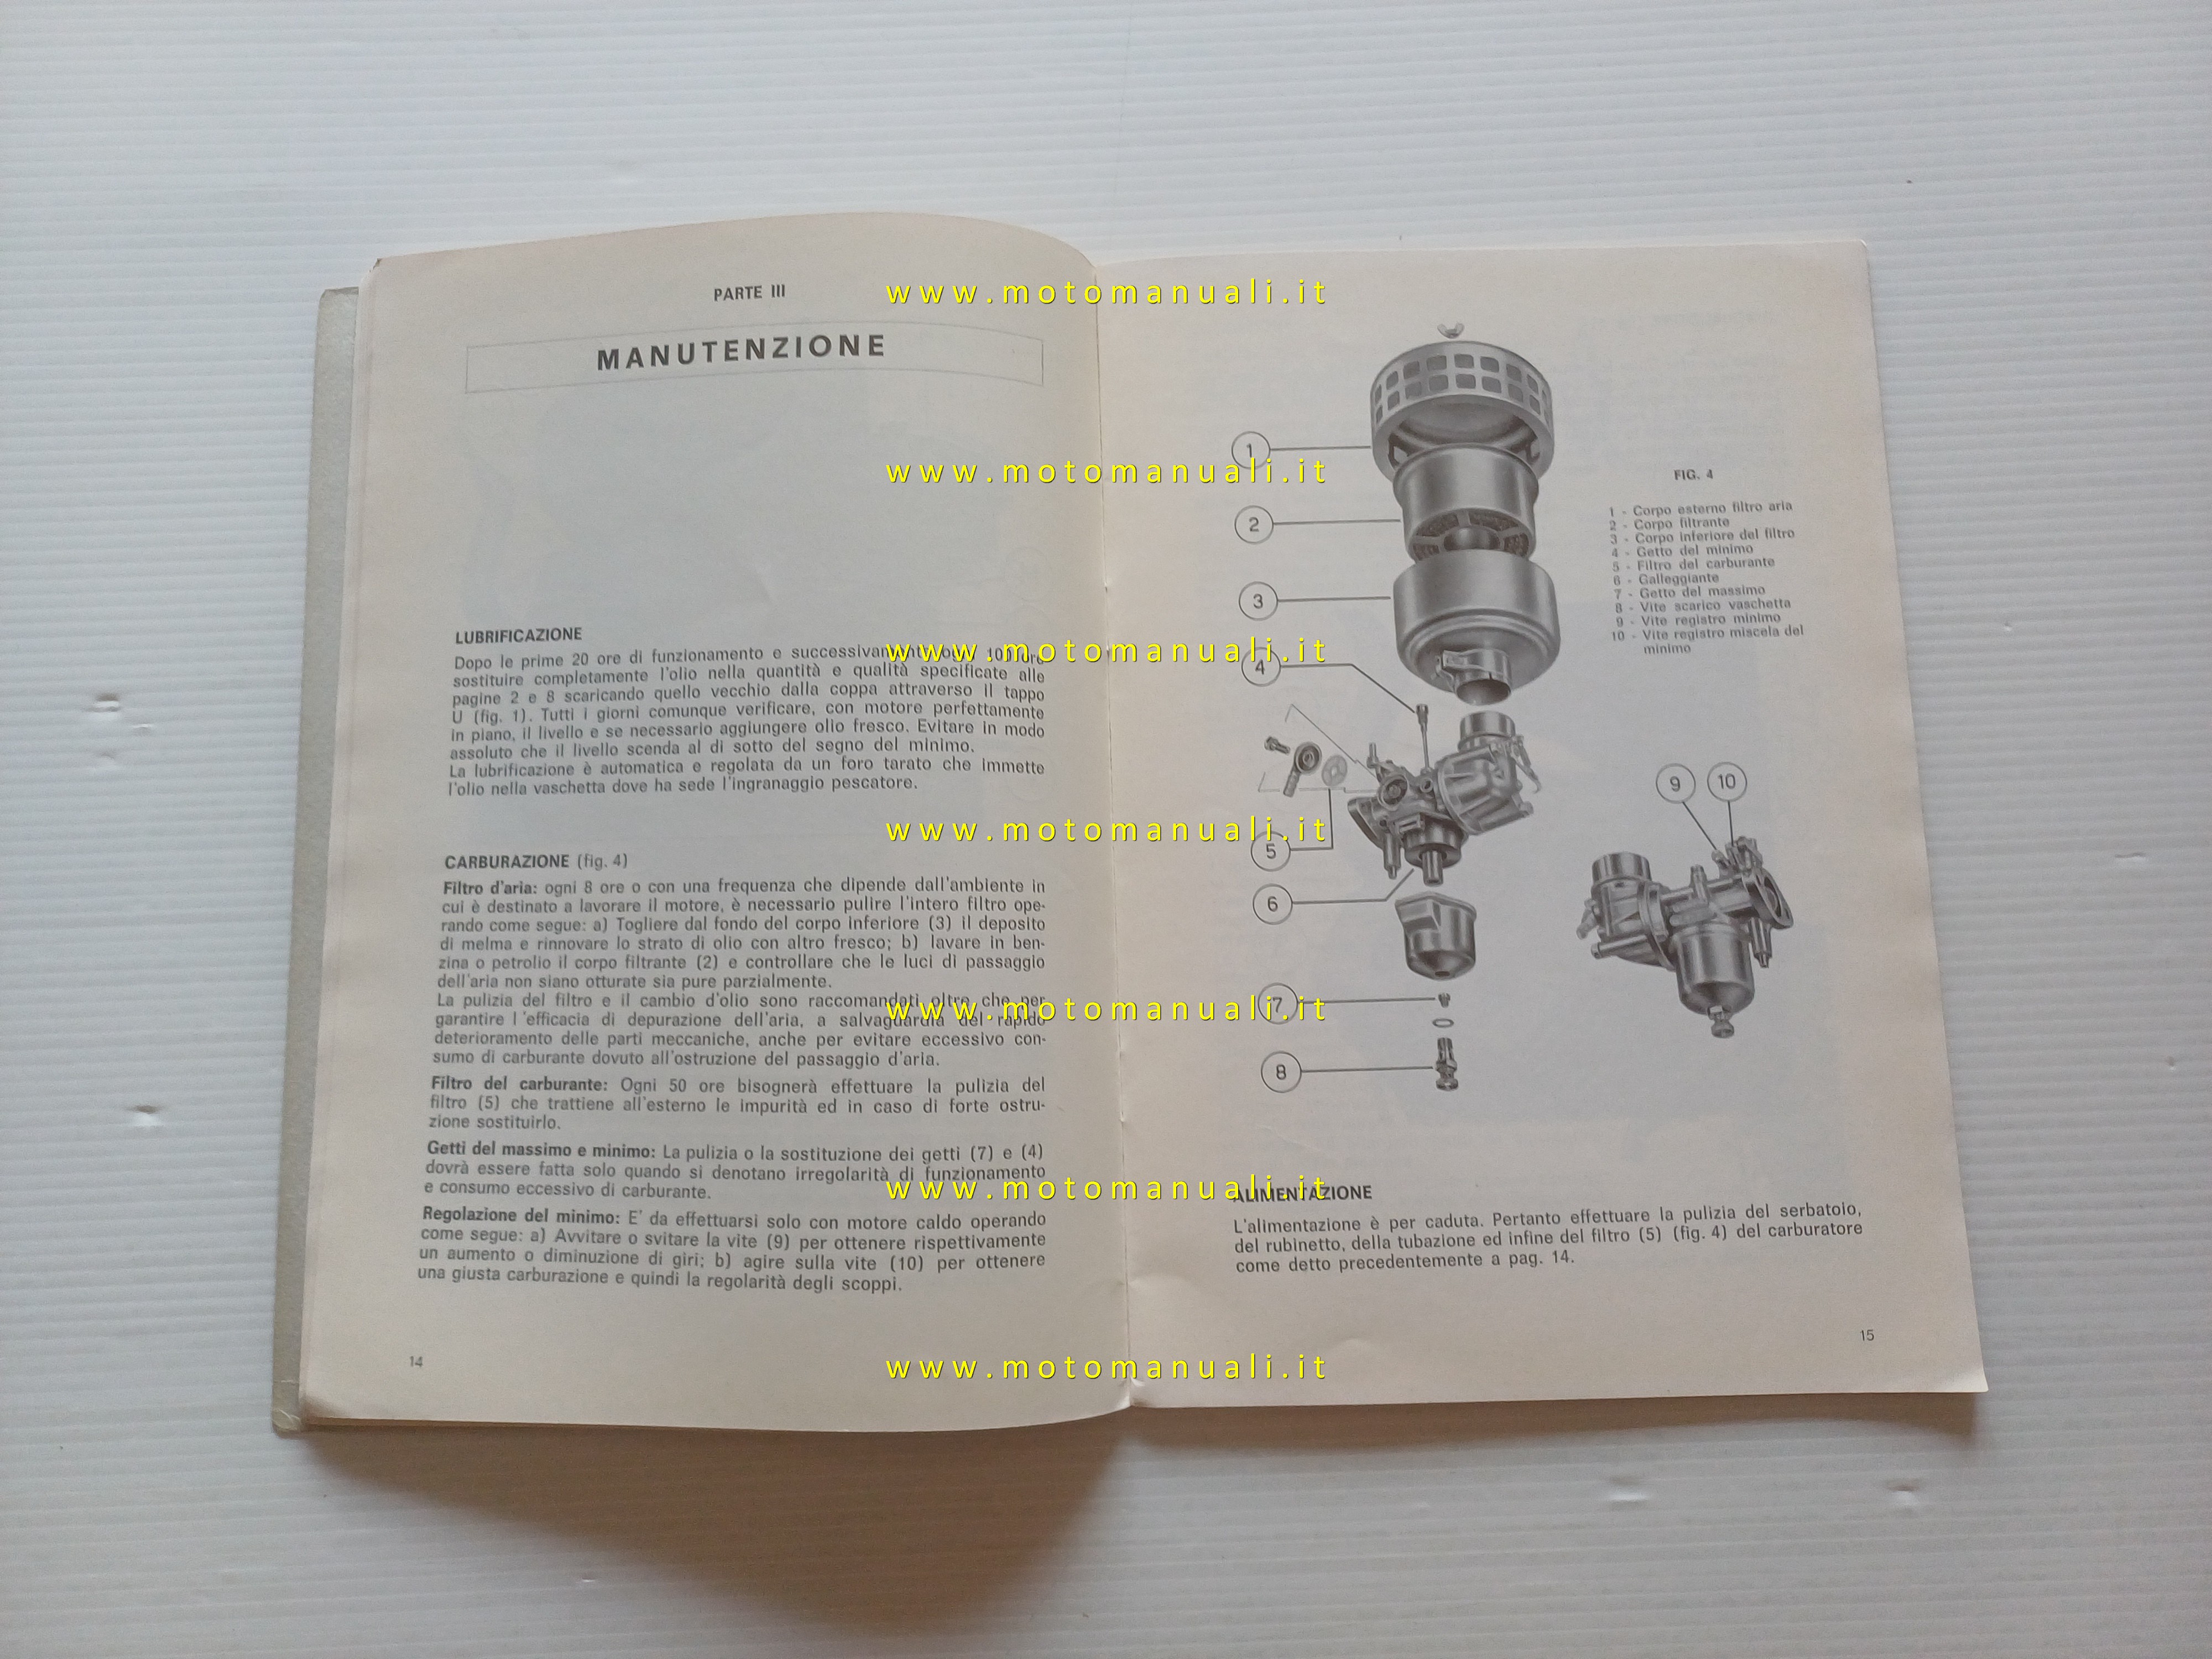 PARTE III
MANUTENZIONE
LUBRIFICAZIONE
Dopo le prime 20 ore di funzionamento e
sostituire completamente l'olio nella quantità e qualità specificate alle
pagine 2 e 8 scaricando quello vecchio dalla coppa attraverso il tappo
U (fig. 1). Tutti i giorni comunque verificare, con motore perfettamente
in piano, il livello e se necessario aggiungere olio fresco. Evitare in modo
assoluto che il livello scenda al di sotto del segno del minimo.
La lubrificazione è automatica e regolata da un foro tarato che immette
l'olio nella vaschetta dove ha sede l'ingranaggio pescatore.
CARBURAZIONE (fig. 4)
Filtro d'aria: ogni 8 ore o con una frequenza che dipende dall'ambiente in
cui è destinato a lavorare il motore, è necessario pulire l'intero filtro ope-
rando come segue: a) Togliere dal fondo del corpo inferiore (3) il deposito
di melma e rinnovare lo strato di olio con altro fresco; b) lavare in ben-
zina o petrolio il corpo filtrante (2) e controllare che le luci di passaggio
dell'aria non siano otturate sia pure parzialmente.
La pulizia del filtro e il cambio d'olio sono raccomandati oltre che per
garantire l'efficacia di depurazione dell'aria, a salvaguardia del rapido
deterioramento delle parti meccaniche, anche per evitare eccessivo con-
sumo di carburante dovuto all'ostruzione del passaggio d'aria.
Filtro del carburante: Ogni 50 ore bisognerà effettuare la pulizia del
filtro (5) che trattiene all'esterno le impurità ed in caso di forte ostru-
zione sostituirlo.
Getti del massimo e minimo: La pulizia o la sostituzione dei getti (7) e (4)
dovrà essere fatta solo quando si denotano irregolarità di funzionamento
e consumo eccessivo di carburante.
Regolazione del minimo: E' da effettuarsi solo con motore caldo operando
come segue: a) Avvitare o svitare la vite (9) per ottenere rispettivamente
un aumento o diminuzione di giri; b) agire sulla vite (10) per ottenere
una giusta carburazione e quindi la regolarità degli scoppi.
14
1
2
3
4
5
6
7
8
9 10
FIG. 4
1 - Corpo esterno filtro aria
2 - Corpo filtrante
3 - Corpo inferiore del filtro
4 - Getto del minimo
5 - Filtro del carburante
6 - Galleggiante
7 - Getto del massimo
8 - Vite scarico vaschetta
9 - Vite registro minimo
10 - Vite registro miscela del
minimo
ALIMENTAZIONE
L'alimentazione è per caduta. Pertanto effettuare la pulizia del serbatoio,
del rubinetto, della tubazione ed infine del filtro (5) (fig. 4) del carburatore
come detto precedentemente a pag. 14.
15
www.motomanuali.it
www.motomanuali.it
www.motomanuali.it
www.motomanuali.it
www.motomanuali.it
www.motomanuali.it
www.motomanuali.it